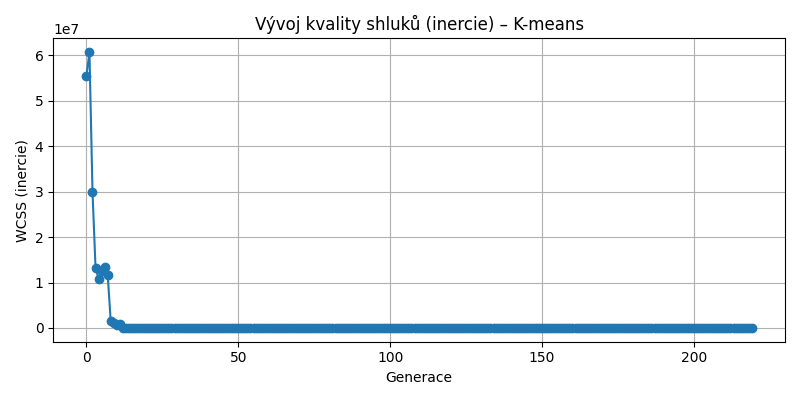 Vývoj kvality shluků (inercie) – K-means
1e7
6
5
4
3
2
1
0
WCSS (inercie)
0 50 100 150 200
Generace